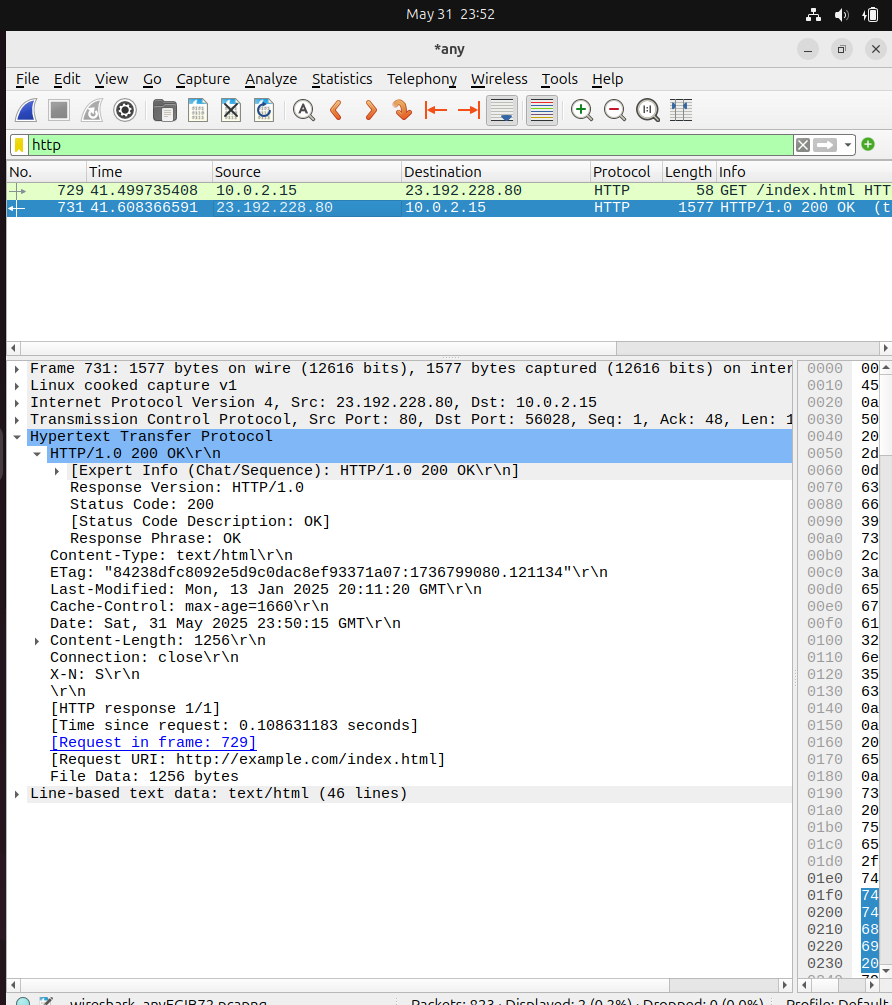 May 31 23:52
*any
File Edit View Go Capture Analyze Statistics Telephony Wireless Tools Help
http
No. Time Source Destination Protocol Length Info
729 41.499735408 10.0.2.15 23.192.228.80 HTTP 58 GET /index.html HTT
731 41.608366591 23.192.228.80 10.0.2.15 HTTP 1577 HTTP/1.0 200 OK (t
Frame 731: 1577 bytes on wire (12616 bits), 1577 bytes captured (12616 bits) on inter
Linux cooked capture v1
Internet Protocol Version 4, Src: 23.192.228.80, Dst: 10.0.2.15
Transmission Control Protocol, Src Port: 80, Dst Port: 56028, Seq: 1, Ack: 48, Len: 1
Hypertext Transfer Protocol
HTTP/1.0 200 OK\r\n
[Expert Info (Chat/Sequence): HTTP/1.0 200 OK\r\n]
Response Version: HTTP/1.0
Status Code: 200
[Status Code Description: OK]
Response Phrase: OK
Content-Type: text/html\r\n
ETag: "84238dfc8092e5d9c0dac8ef93371a07:1736799080.121134"\r\n
Last-Modified: Mon, 13 Jan 2025 20:11:20 GMT\r\n
Cache-Control: max-age=1660\r\n
Date: Sat, 31 May 2025 23:50:15 GMT\r\n
Content-Length: 1256\r\n
Connection: close\r\n
X-N: S\r\n
\r\n
[HTTP response 1/1]
[Time since request: 0.108631183 seconds]
[Request in frame: 729]
[Request URI: http://example.com/index.html]
File Data: 1256 bytes
Line-based text data: text/html (46 lines)
0000 00
0010 45
0020 0a
0030 50
0040 20
0050 2d
0060 0d
0070 63
0080 66
0090 39
00a0 73
00b0 2c
00c0 3a
00d0 65
00e0 67
00f0 61
0100 32
0110 6e
0120 35
0130 63
0140 0a
0150 0a
0160 20
0170 65
0180 0a
0190 73
01a0 20
01b0 75
01c0 65
01d0 2f
01e0 74
01f0 74
0200 74
0210 68
0220 69
0230 20
Packets: 823 · Displayed: 2 (0.2%) · Dropped: 0 (0.0%)
Profile: Default